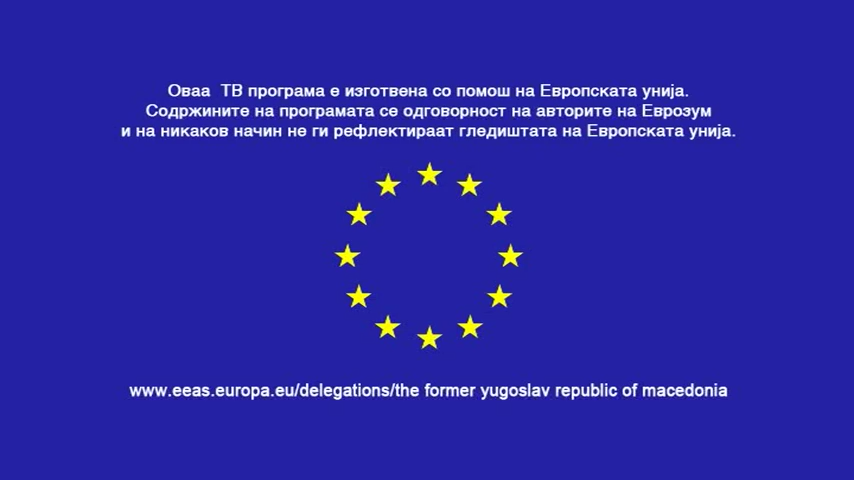 Оваа  ТВ програма е изготвена со помош на Европската унија.
Содржините на програмата се одговорност на авторите на Еврозум
и на никаков начин не ги рефлектираат гледиштата на Европската унија.
www.eeas.europa.eu/delegations/the former yugoslav republic of macedonia